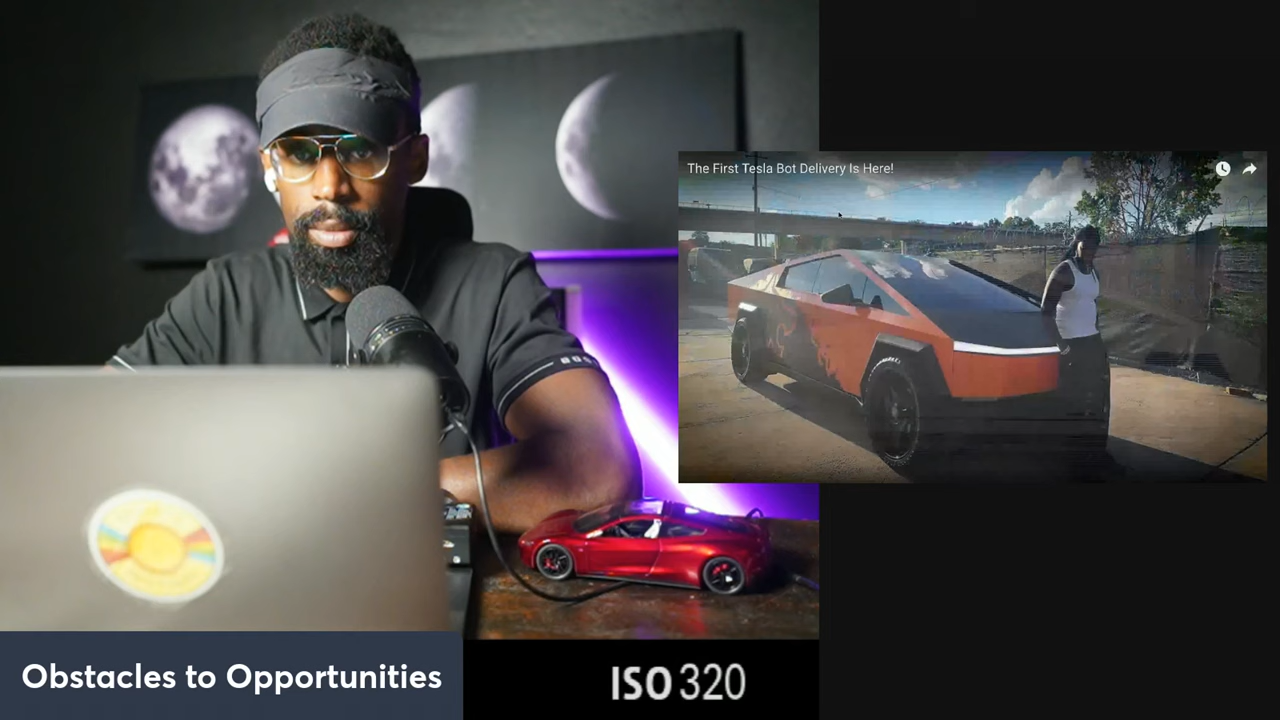 The First Tesla Bot Delivery Is Here!
Obstacles to Opportunities
ISO 320